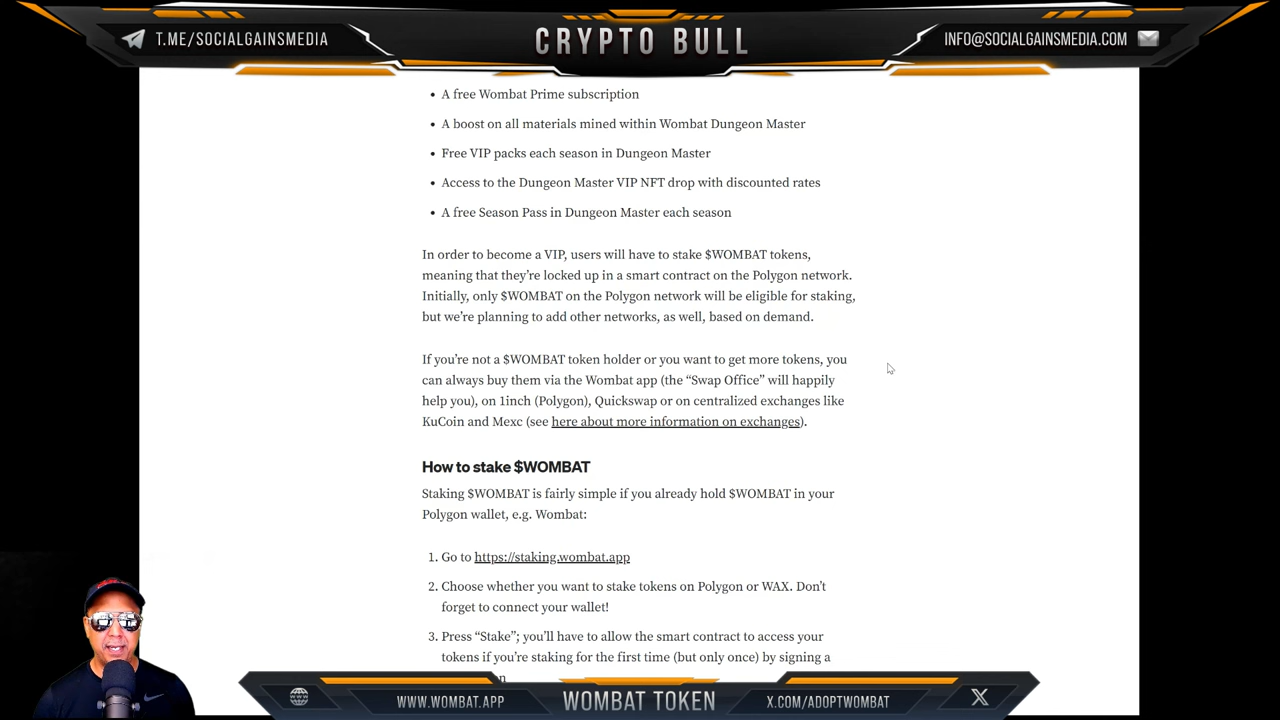 T.ME/SOCIALGAINSMEDIA
CRYPTO BULL
INFO@SOCIALGAINSMEDIA.COM
• A free Wombat Prime subscription
• A boost on all materials mined within Wombat Dungeon Master
• Free VIP packs each season in Dungeon Master
• Access to the Dungeon Master VIP NFT drop with discounted rates
• A free Season Pass in Dungeon Master each season
In order to become a VIP, users will have to stake $WOMBAT tokens,
meaning that they’re locked up in a smart contract on the Polygon network.
Initially, only $WOMBAT on the Polygon network will be eligible for staking,
but we’re planning to add other networks, as well, based on demand.
If you’re not a $WOMBAT token holder or you want to get more tokens, you
can always buy them via the Wombat app (the “Swap Office” will happily
help you), on 1inch (Polygon), Quickswap or on centralized exchanges like
KuCoin and Mexc (see here about more information on exchanges).
How to stake $WOMBAT
Staking $WOMBAT is fairly simple if you already hold $WOMBAT in your
Polygon wallet, e.g. Wombat:
1. Go to https://staking.wombat.app
2. Choose whether you want to stake tokens on Polygon or WAX. Don’t
forget to connect your wallet!
3. Press “Stake”; you’ll have to allow the smart contract to access your
tokens if you’re staking for the first time (but only once) by signing a
WWW.WOMBAT.APP
WOMBAT TOKEN
X.COM/ADOPTWOMBAT